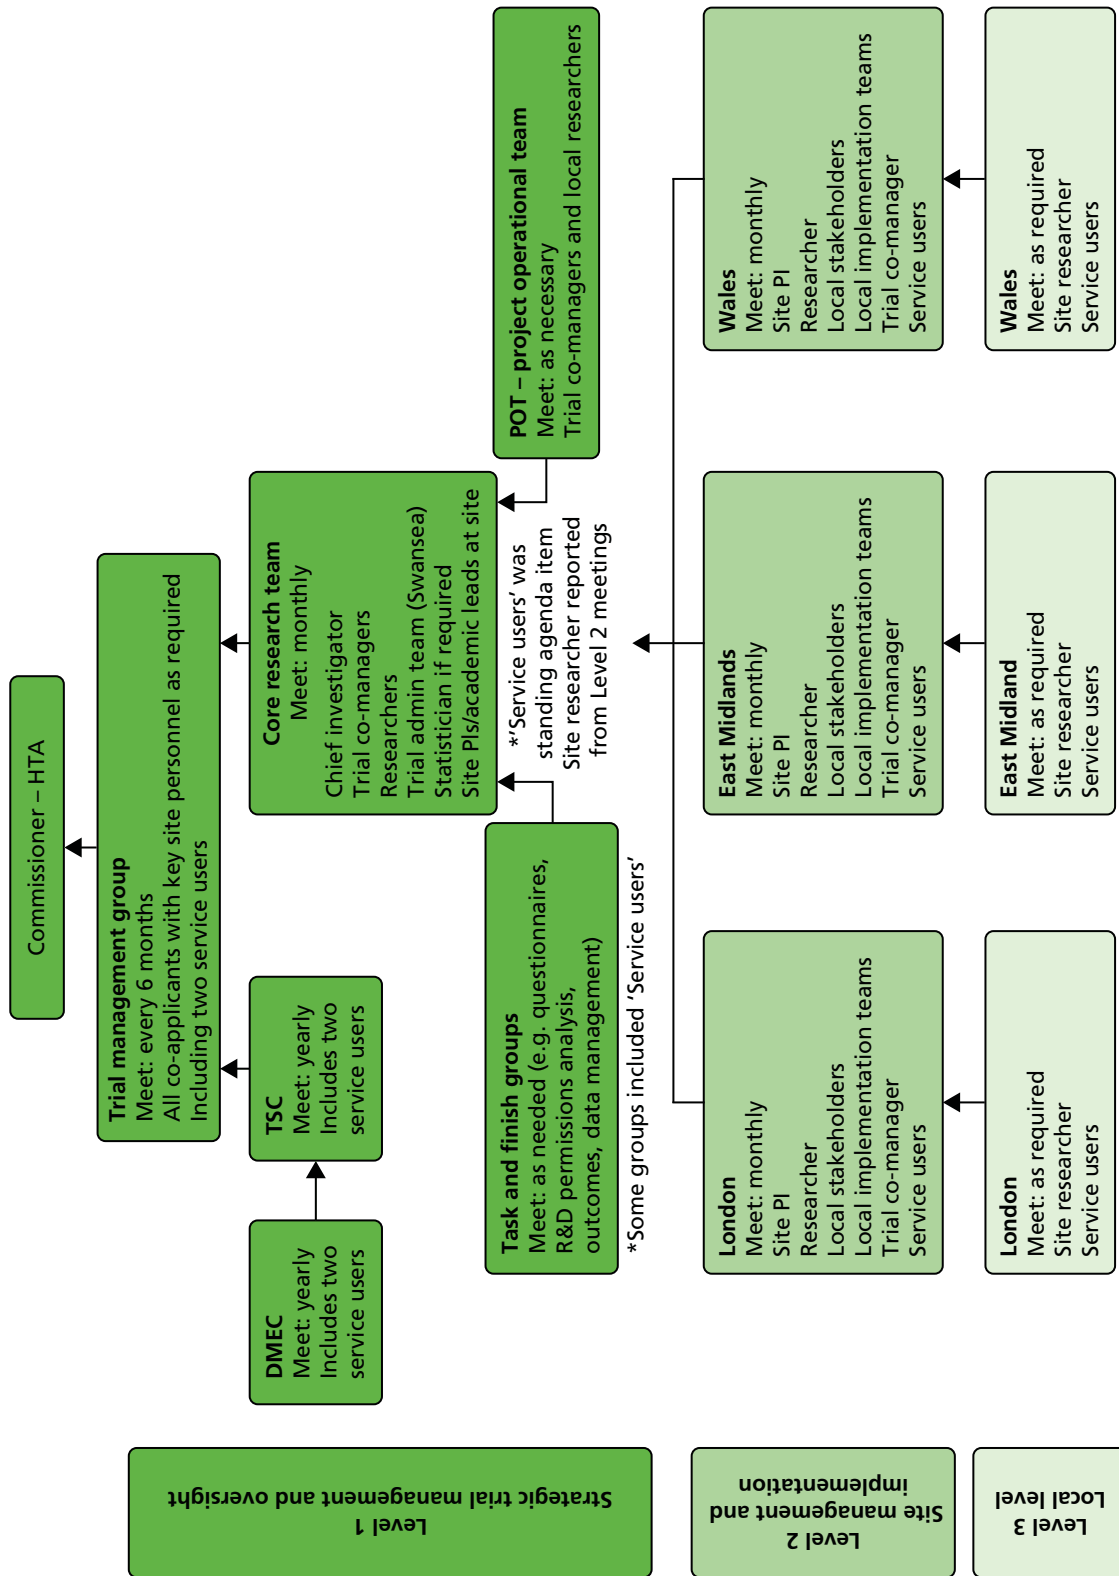 Commissioner – HTA
Trial management group
Meet: every 6 months
All co-applicants with key site personnel as required
Including two service users
DMEC
Meet: yearly
Includes two
service users
TSC
Meet: yearly
Includes two
service users
Core research team
Meet: monthly
Chief investigator
Trial co-managers
Researchers
Trial admin team (Swansea)
Statistician if required
Site PIs/academic leads at site
Task and finish groups
Meet: as needed (e.g. questionnaires,
R&D permissions analysis,
outcomes, data management)
*Some groups included ‘Service users’
*‘Service users’ was
standing agenda item
Site researcher reported
from Level 2 meetings
POT – project operational team
Meet: as necessary
Trial co-managers and local researchers
Level 1
Strategic trial management and oversight
London
Meet: monthly
Site PI
Researcher
Local stakeholders
Local implementation teams
Trial co-manager
Service users
East Midlands
Meet: monthly
Site PI
Researcher
Local stakeholders
Local implementation teams
Trial co-manager
Service users
Wales
Meet: monthly
Site PI
Researcher
Local stakeholders
Local implementation teams
Trial co-manager
Service users
Level 2
Site management and
implementation
London
Meet: as required
Site researcher
Service users
East Midland
Meet: as required
Site researcher
Service users
Wales
Meet: as required
Site researcher
Service users
Level 3
Local level